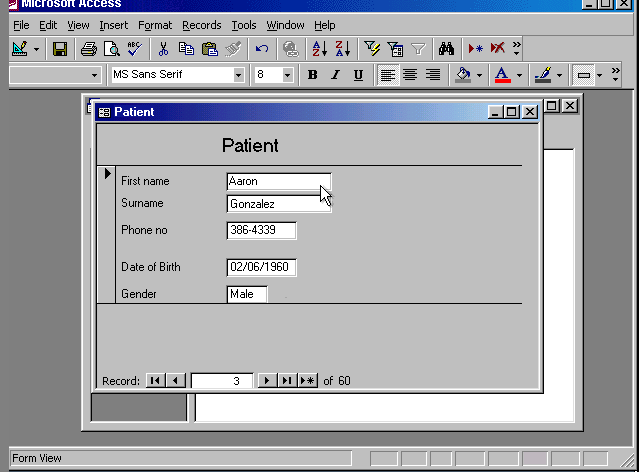 Microsoft Access
File Edit View Insert Format Records Tools Window Help
MS Sans Serif 8 B I U A
Patient
Patient
First name Aaron
Surname Gonzalez
Phone no 386-4339
Date of Birth 02/06/1960
Gender Male
Record: 3 of 60
Form View